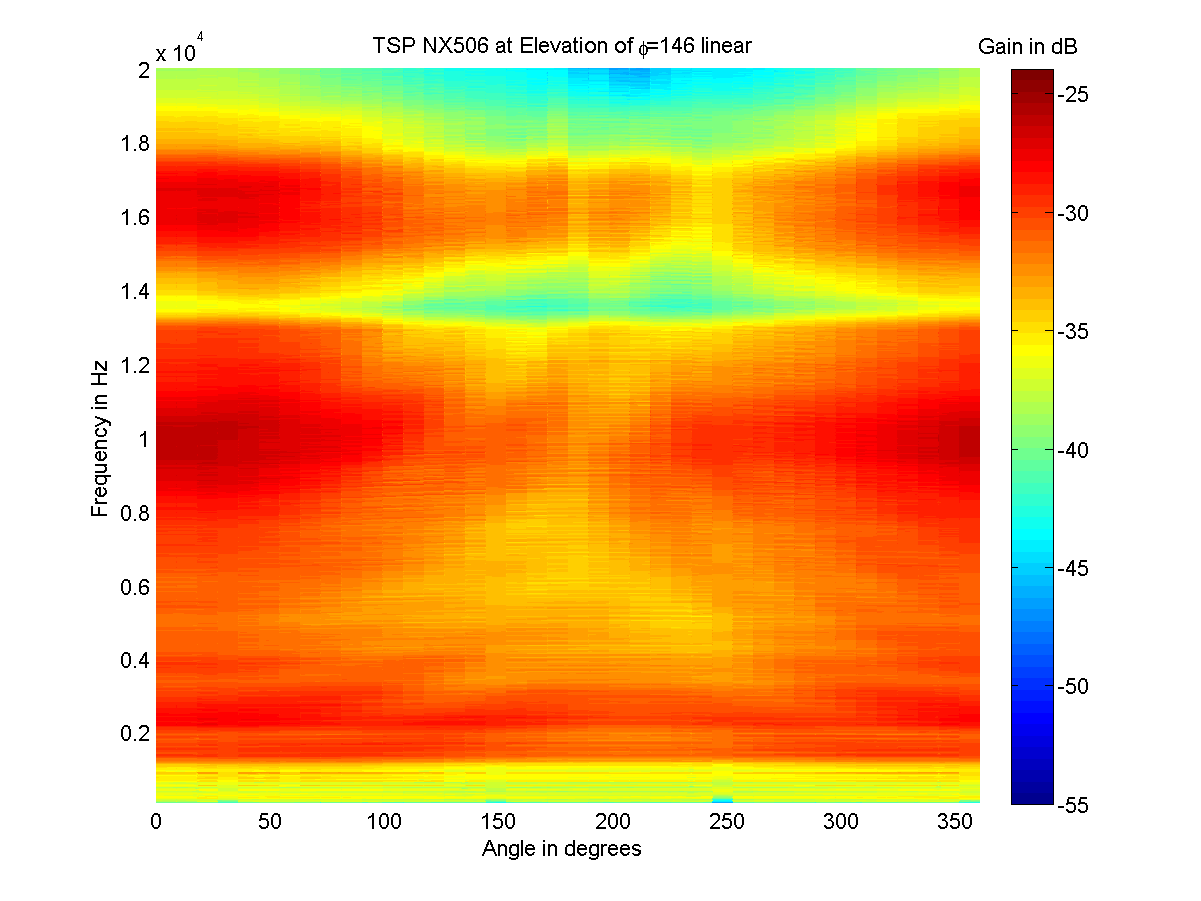 TSP NX506 at Elevation of ϕ=146 linear
Gain in dB
x 10⁴
2
1.8
1.6
1.4
1.2
1
0.8
0.6
0.4
0.2
Frequency in Hz
0 50 100 150 200 250 300 350
Angle in degrees
-25
-30
-35
-40
-45
-50
-55